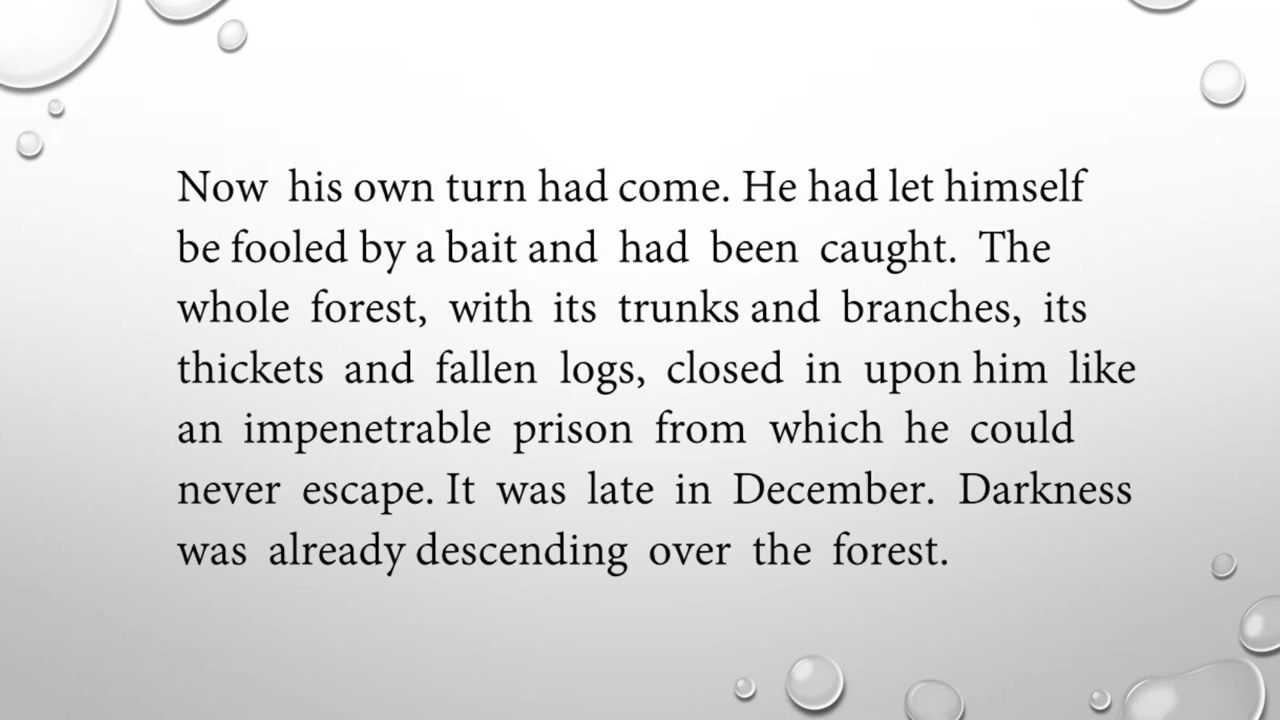 Now his own turn had come. He had let himself
be fooled by a bait and had been caught. The
whole forest, with its trunks and branches, its
thickets and fallen logs, closed in upon him like
an impenetrable prison from which he could
never escape. It was late in December. Darkness
was already descending over the forest.